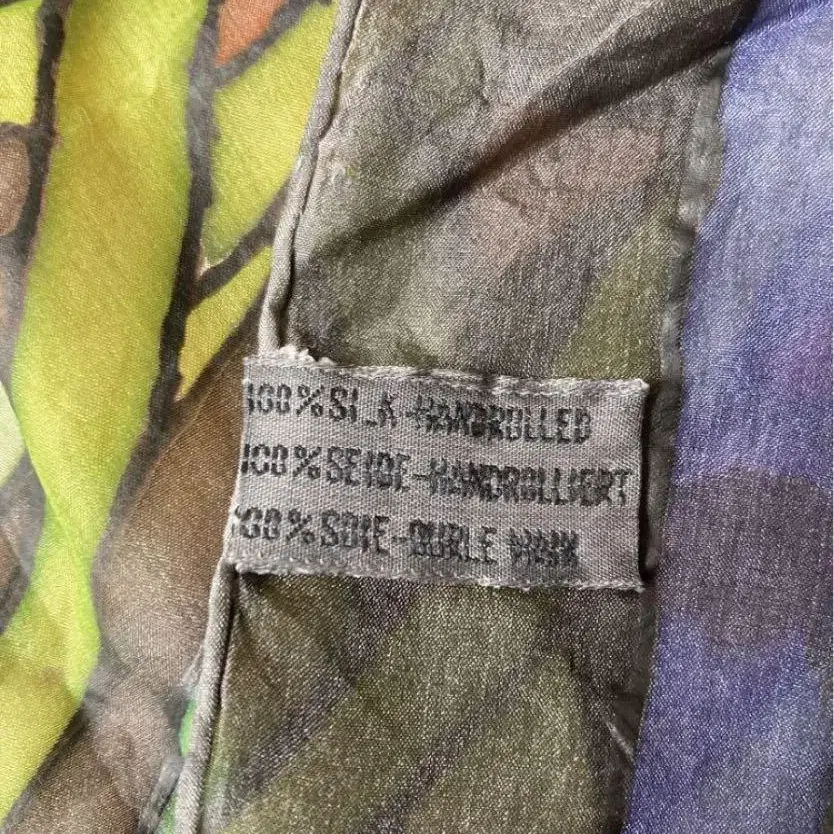 100% SILK-HANDROLLED
100% SEIDE-HANDROLLIERT
100% SOIE-OURLE MAIN